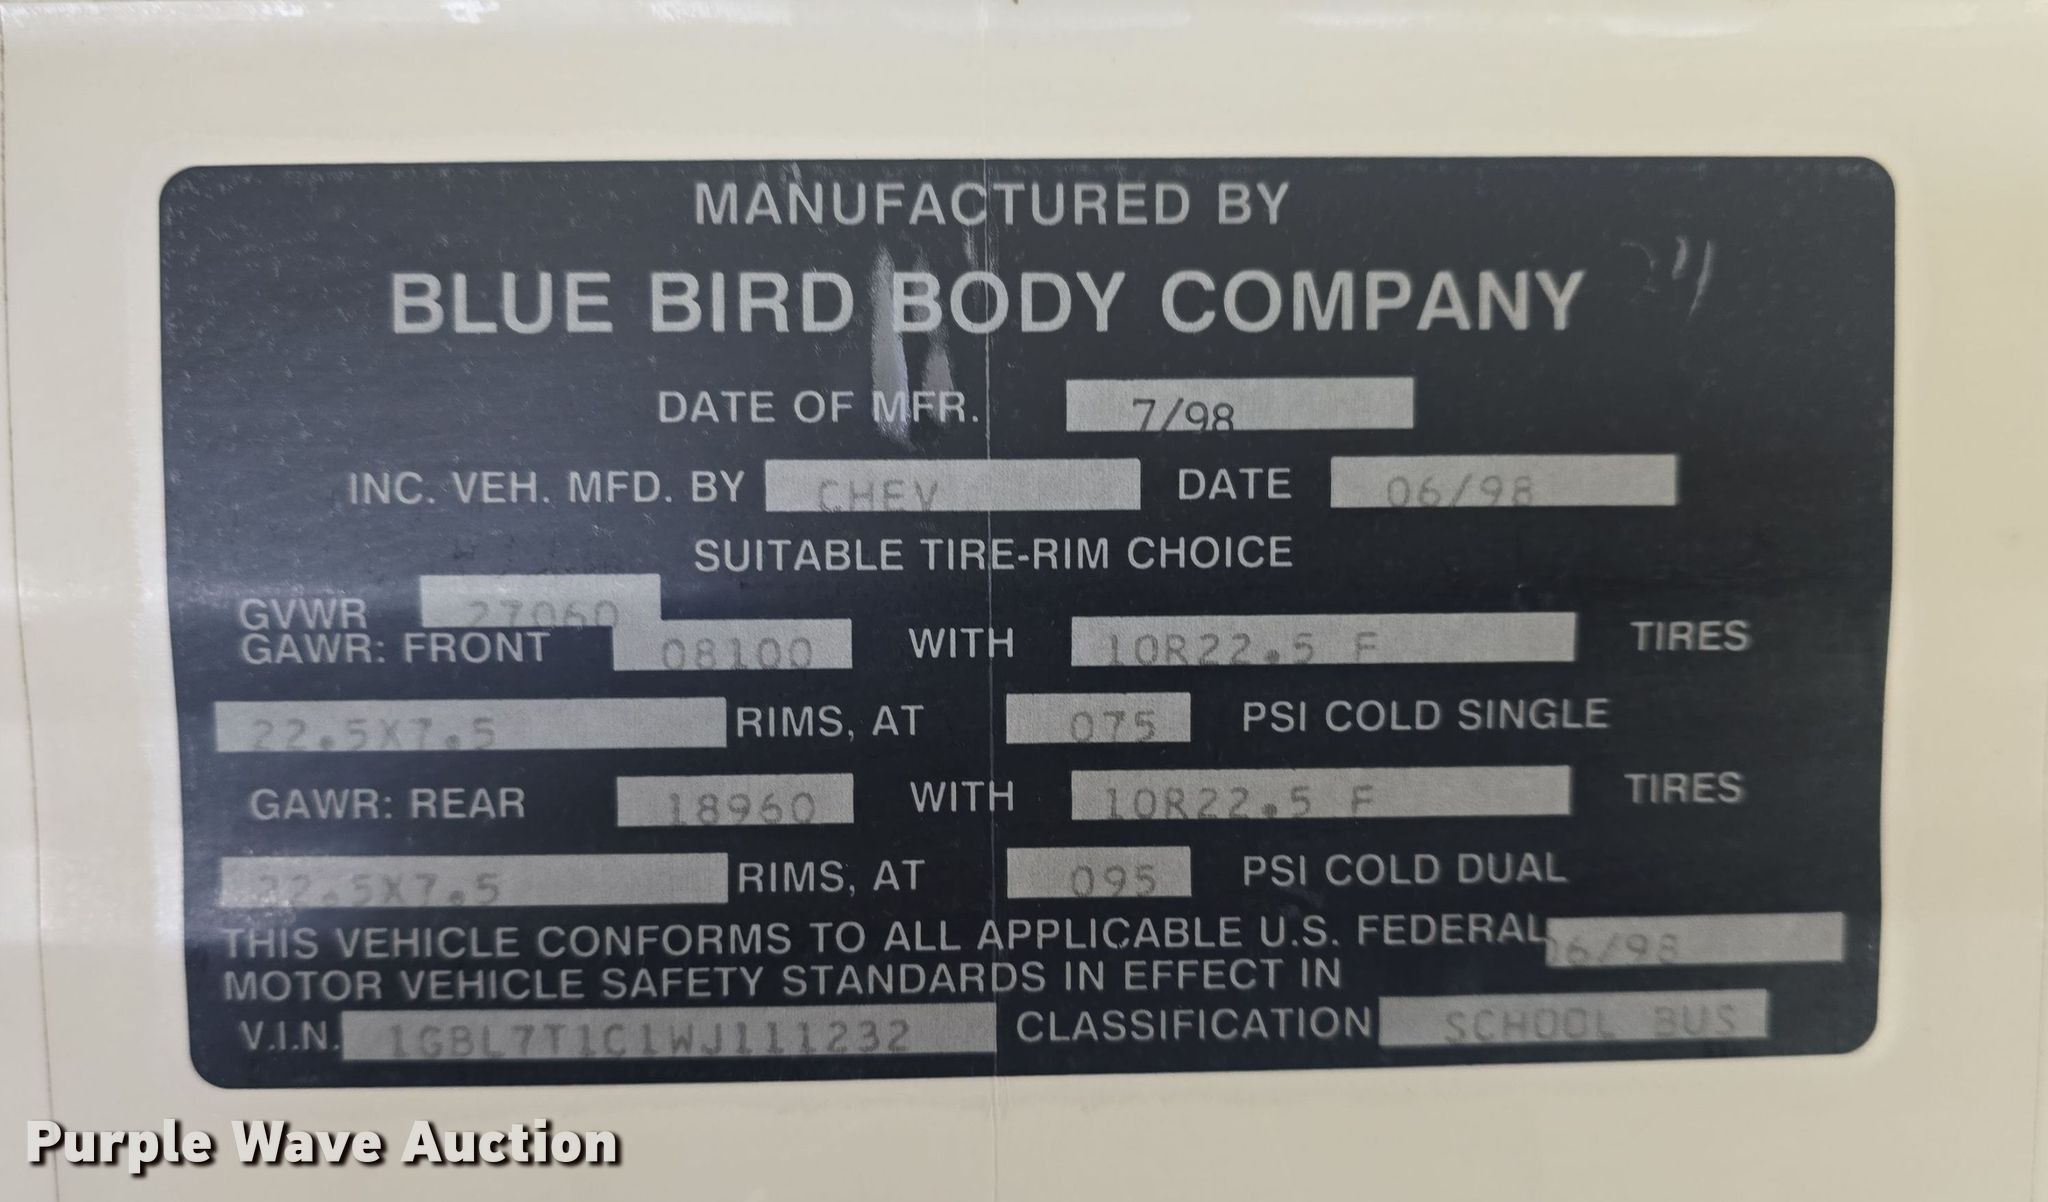 MANUFACTURED BY
BLUE BIRD BODY COMPANY
DATE OF MFR. 7/98
INC. VEH. MFD. BY CHEV DATE 06/98
SUITABLE TIRE-RIM CHOICE
GVWR 27060
GAWR: FRONT 08100 WITH 10R22.5 F TIRES
22.5X7.5 RIMS, AT 075 PSI COLD SINGLE
GAWR: REAR 18960 WITH 10R22.5 F TIRES
22.5X7.5 RIMS, AT 095 PSI COLD DUAL
THIS VEHICLE CONFORMS TO ALL APPLICABLE U.S. FEDERAL 06/98
MOTOR VEHICLE SAFETY STANDARDS IN EFFECT IN
V.I.N. 1GBL7T1C1WJ111232 CLASSIFICATION SCHOOL BUS
Purple Wave Auction